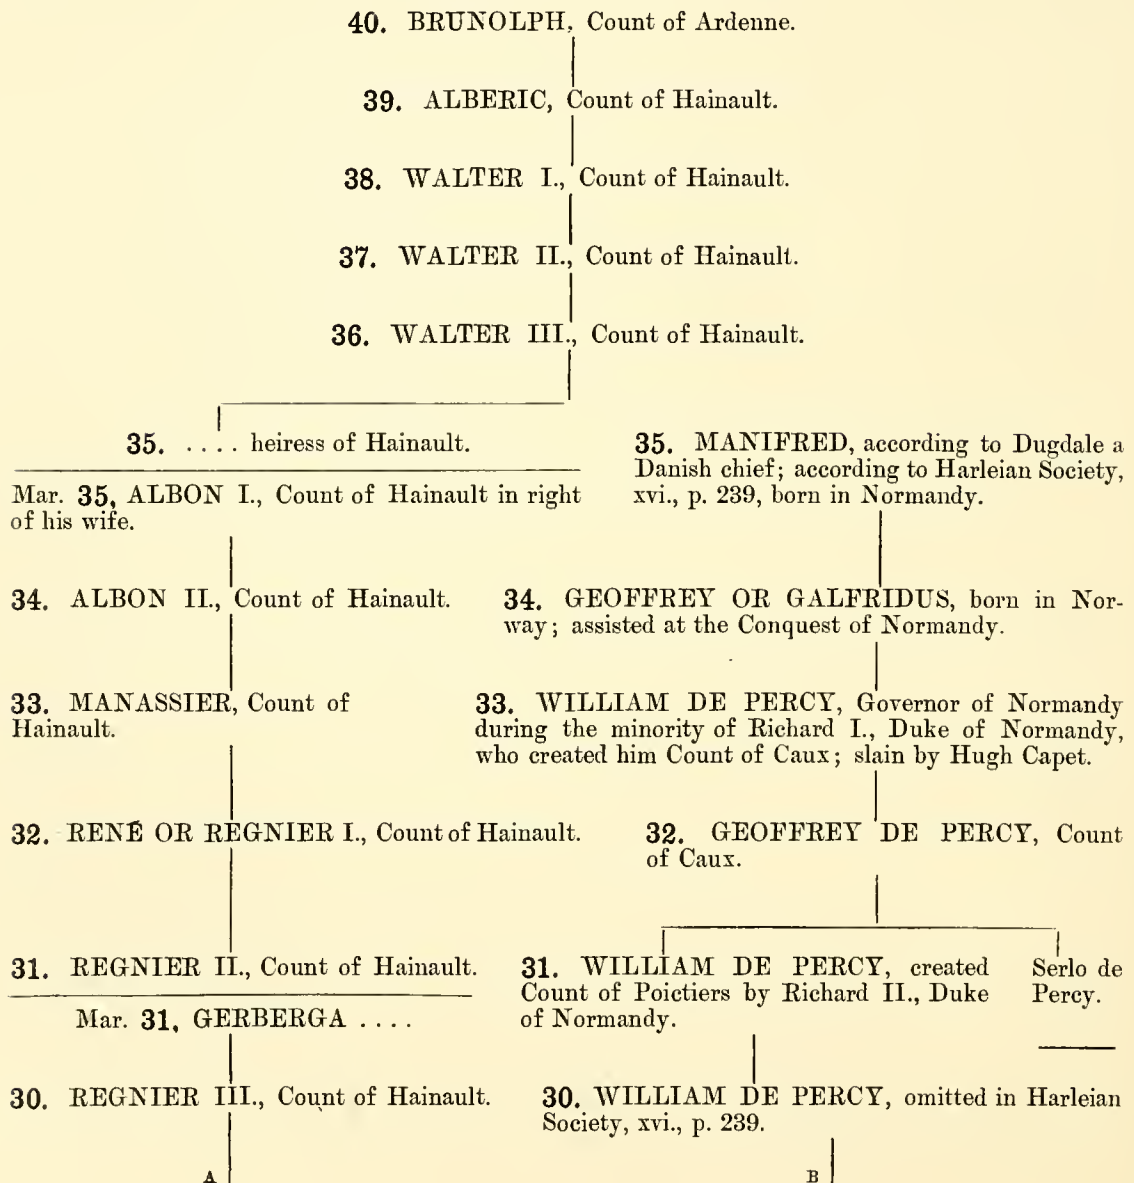 40. BRUNOLPH, Count of Ardenne.
39. ALBERIC, Count of Hainault.
38. WALTER I., Count of Hainault.
37. WALTER II., Count of Hainault.
36. WALTER III., Count of Hainault.
35. .... heiress of Hainault.
Mar. 35, ALBON I., Count of Hainault in right
of his wife.
35. MANIFRED, according to Dugdale a
Danish chief; according to Harleian Society,
xvi., p. 239, born in Normandy.
34. ALBON II., Count of Hainault.
34. GEOFFREY OR GALFRIDUS, born in Nor-
way; assisted at the Conquest of Normandy.
33. MANASSIER, Count of
Hainault.
33. WILLIAM DE PERCY, Governor of Normandy
during the minority of Richard I., Duke of Normandy,
who created him Count of Caux; slain by Hugh Capet.
32. RENÉ OR REGNIER I., Count of Hainault.
32. GEOFFREY DE PERCY, Count
of Caux.
31. REGNIER II., Count of Hainault.
Mar. 31, GERBERGA ....
31. WILLIAM DE PERCY, created
Count of Poictiers by Richard II., Duke
of Normandy.
Serlo de
Percy.
30. REGNIER III., Count of Hainault.
30. WILLIAM DE PERCY, omitted in Harleian
Society, xvi., p. 239.
A
B